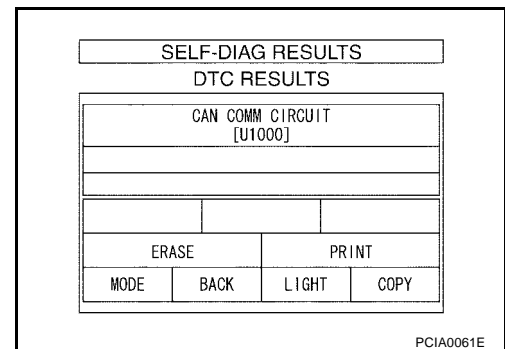 SELF-DIAG RESULTS
DTC RESULTS
CAN COMM CIRCUIT
[U1000]
ERASE PRINT
MODE BACK LIGHT COPY
PCIA0061E